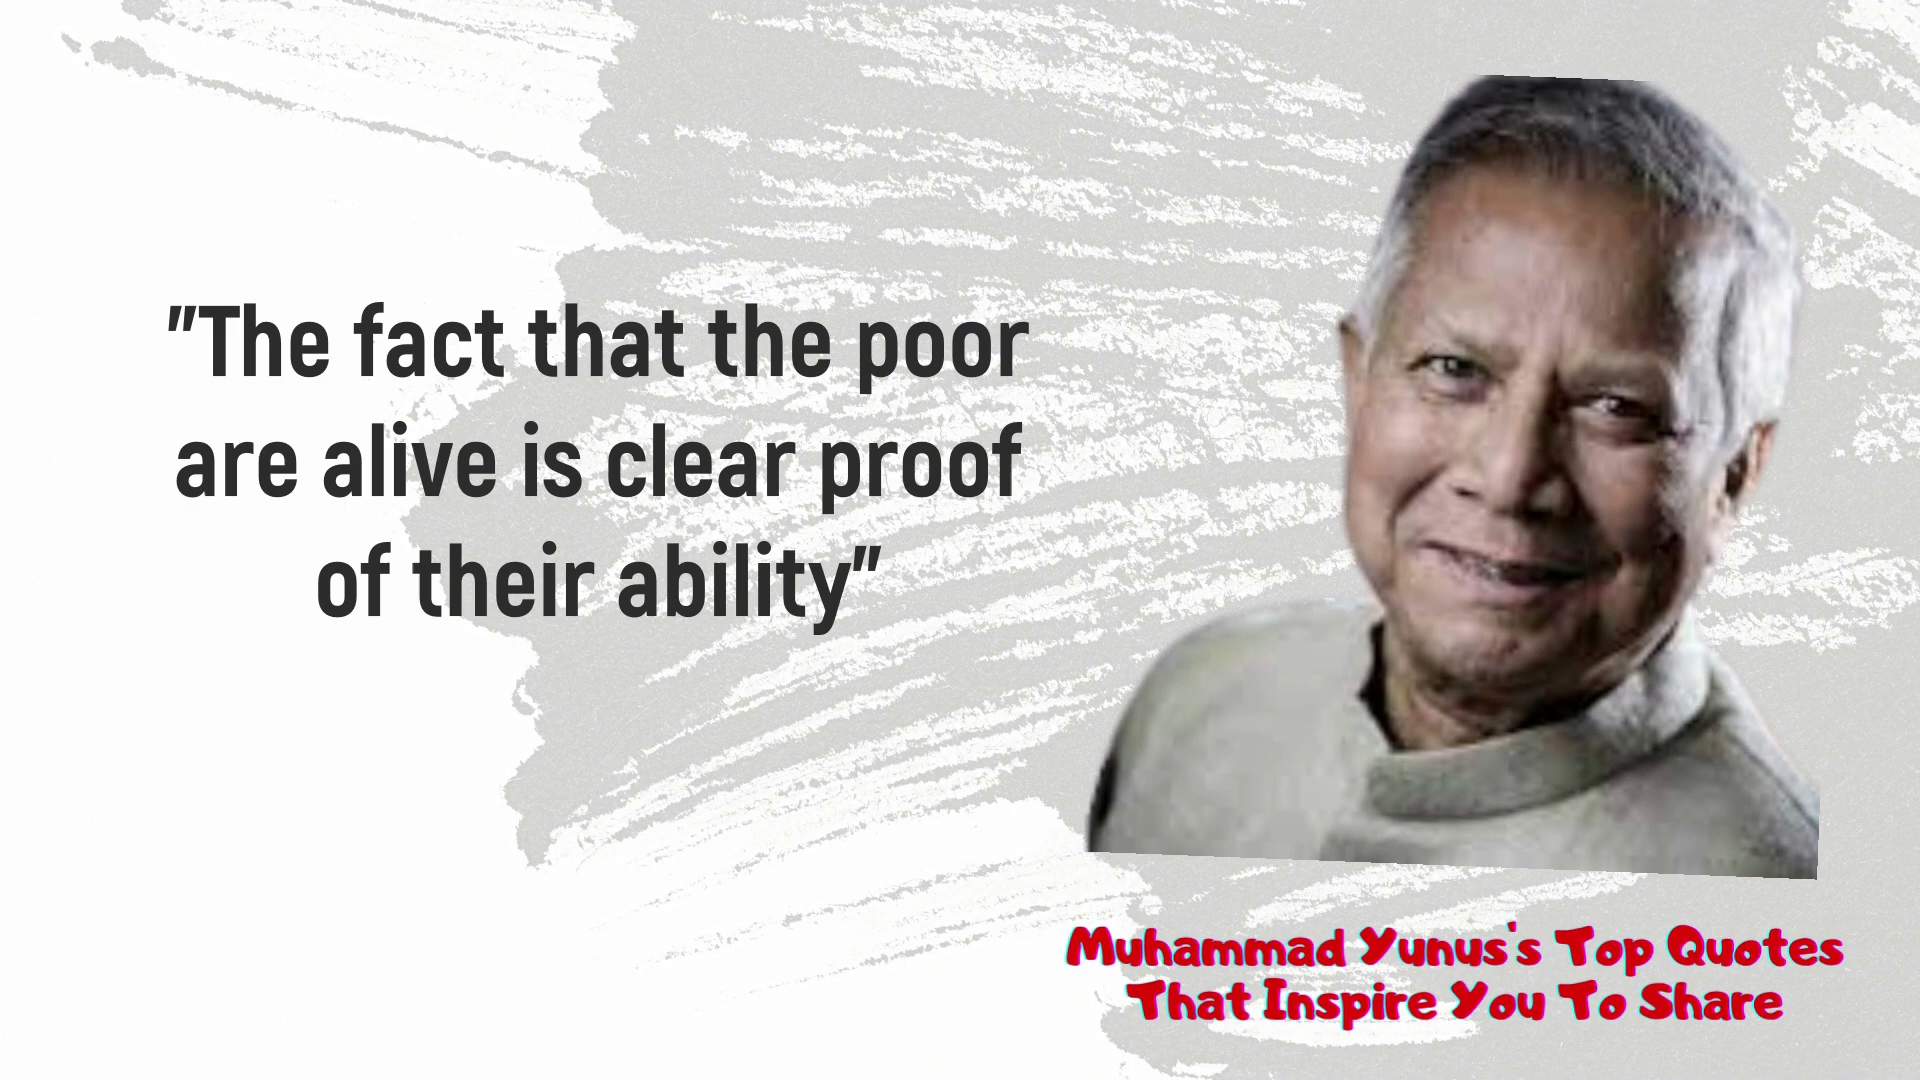 "The fact that the poor
are alive is clear proof
of their ability"
Muhammad Yunus's Top Quotes
That Inspire You To Share